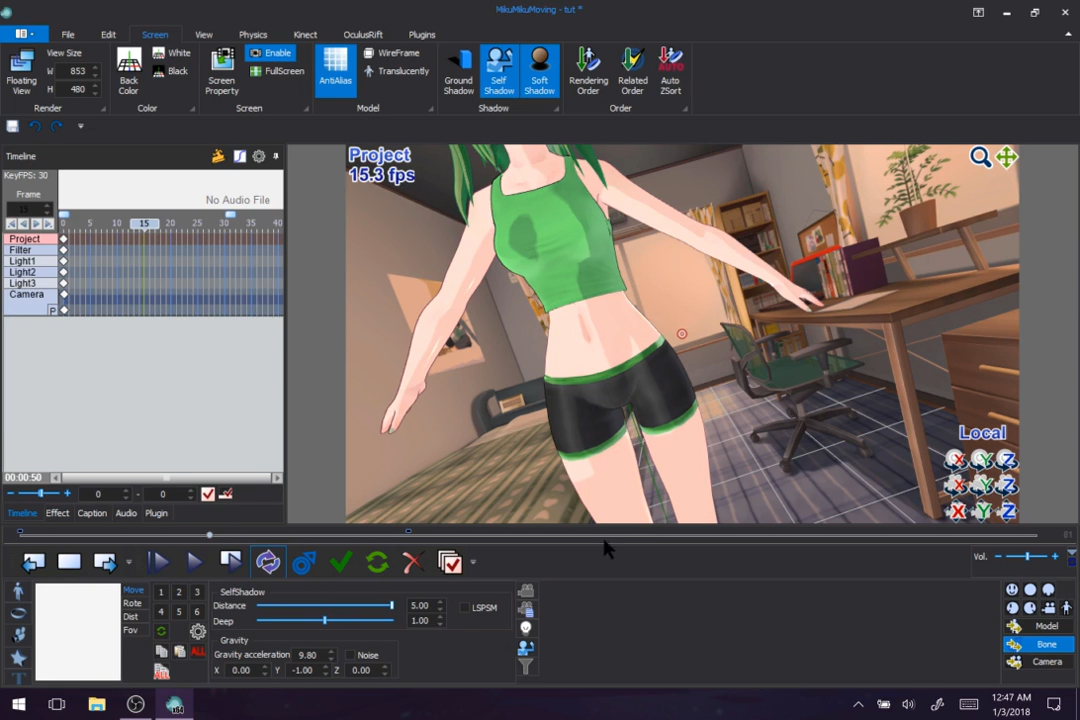 MikuMikuMoving - tut *
File Edit Screen View Physics Kinect OculusRift Plugins
View Size
W 853
H 480
Floating View
Render
Back Color
White
Black
Color
Screen Property
Enable
FullScreen
Screen
AntiAlias
WireFrame
Translucently
Model
Ground Shadow
Self Shadow
Soft Shadow
Shadow
Rendering Order
Related Order
AUTO
Auto ZSort
Order
Timeline
KeyFPS: 30
Frame
15
No Audio File
0 5 10 15 20 25 30 35 40
Project
Filter
Light1
Light2
Light3
Camera
P
00:00:50
0 - 0
Timeline Effect Caption Audio Plugin
Project
15.3 fps
Local
X Y Z
X Y Z
X Y Z
Vol.
Move
Rote
Dist
Fov
1 2 3
4 5 6
ALL
ALL
SelfShadow
Distance 5.00 LSPSM
Deep 1.00
Gravity
Gravity acceleration 9.80 Noise
X 0.00 Y -1.00 Z 0.00
T
Model
Bone
Camera
x64
12:47 AM
1/3/2018